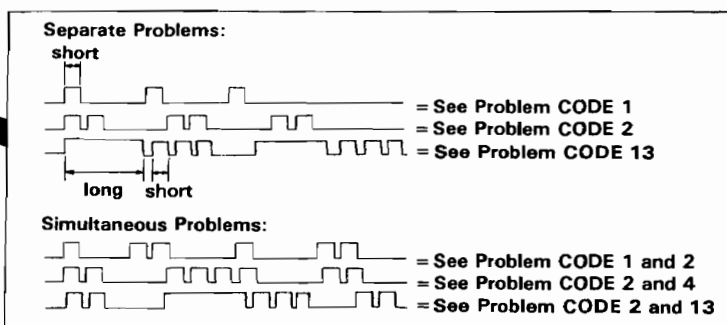 Separate Problems:
short
= See Problem CODE 1
= See Problem CODE 2
= See Problem CODE 13
long short
Simultaneous Problems:
= See Problem CODE 1 and 2
= See Problem CODE 2 and 4
= See Problem CODE 2 and 13